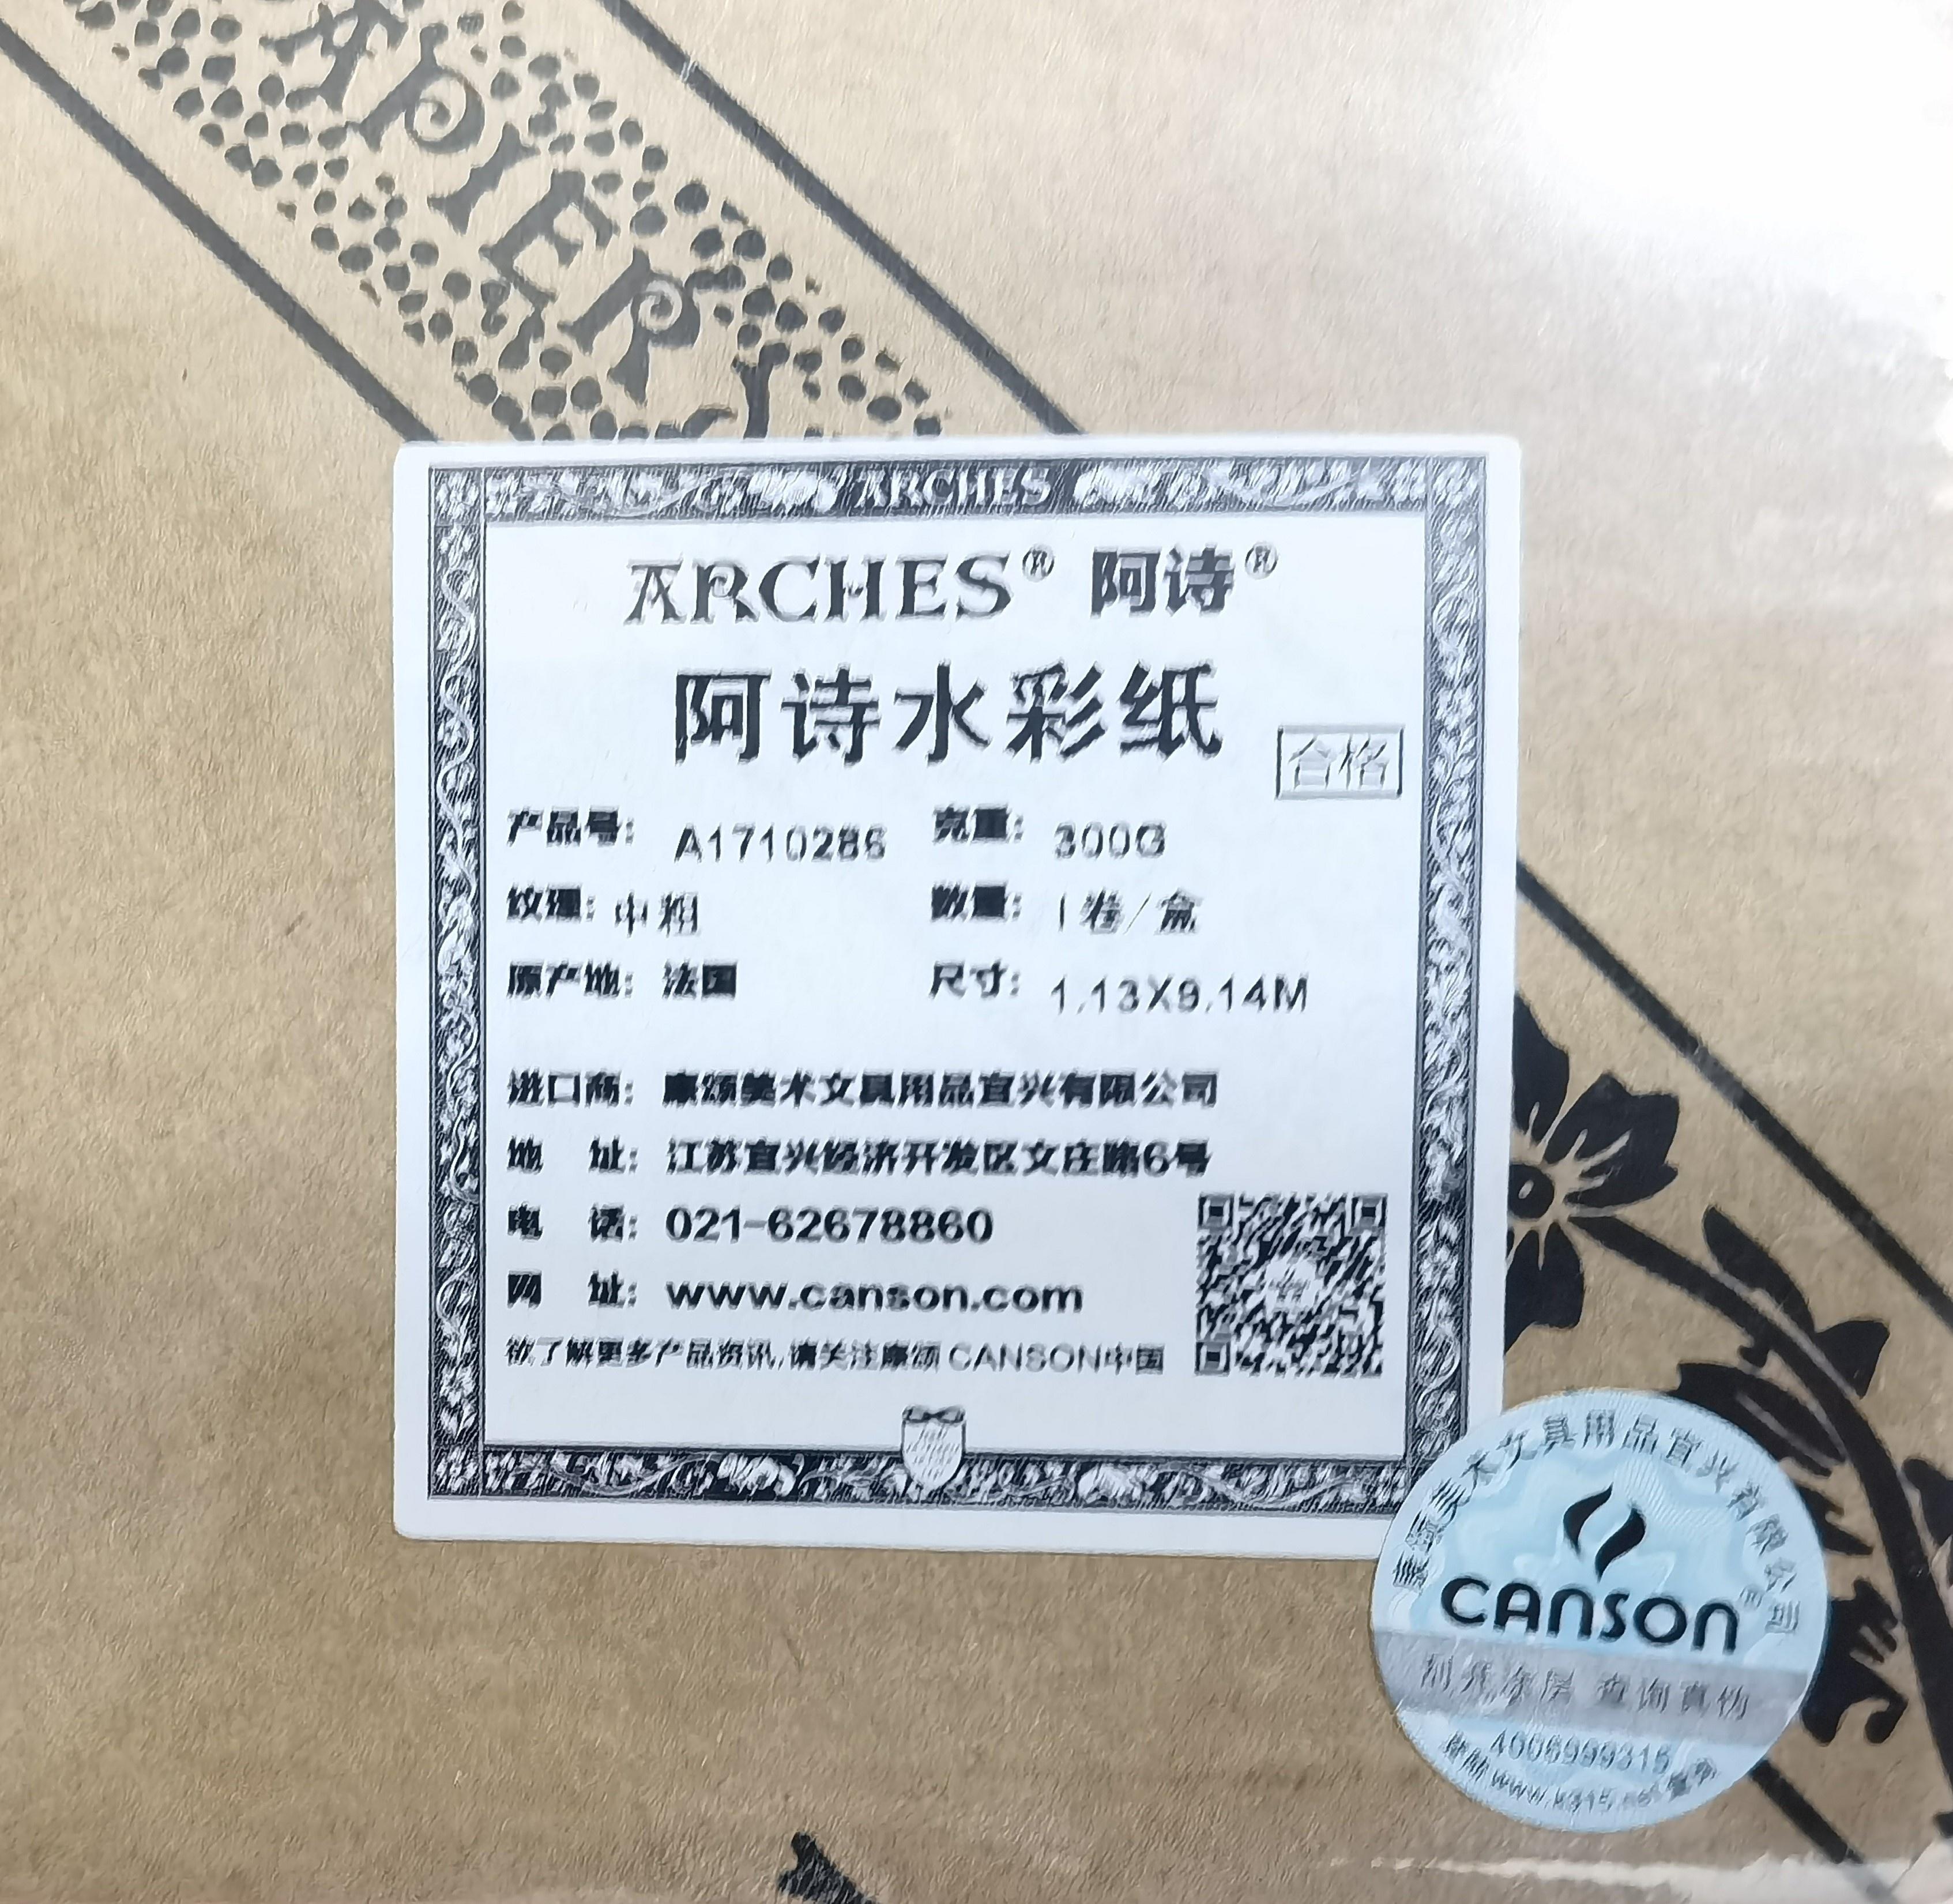 PAPIER
ARCHES
ARCHES® 阿诗®
阿诗水彩纸
合格
产品号: A1710286 克重: 300G
纹理: 中粗 数量: 1卷/盒
原产地: 法国 尺寸: 1.13X9.14M
进口商: 康颂美术文具用品宜兴有限公司
地 址: 江苏宜兴经济开发区文庄路6号
电 话: 021-62678860
网 址: www.canson.com
欲了解更多产品资讯,请关注康颂CANSON中国
康颂美术文具用品宜兴有限公司
CANSON®
刮开涂层 查询真伪
4006999315